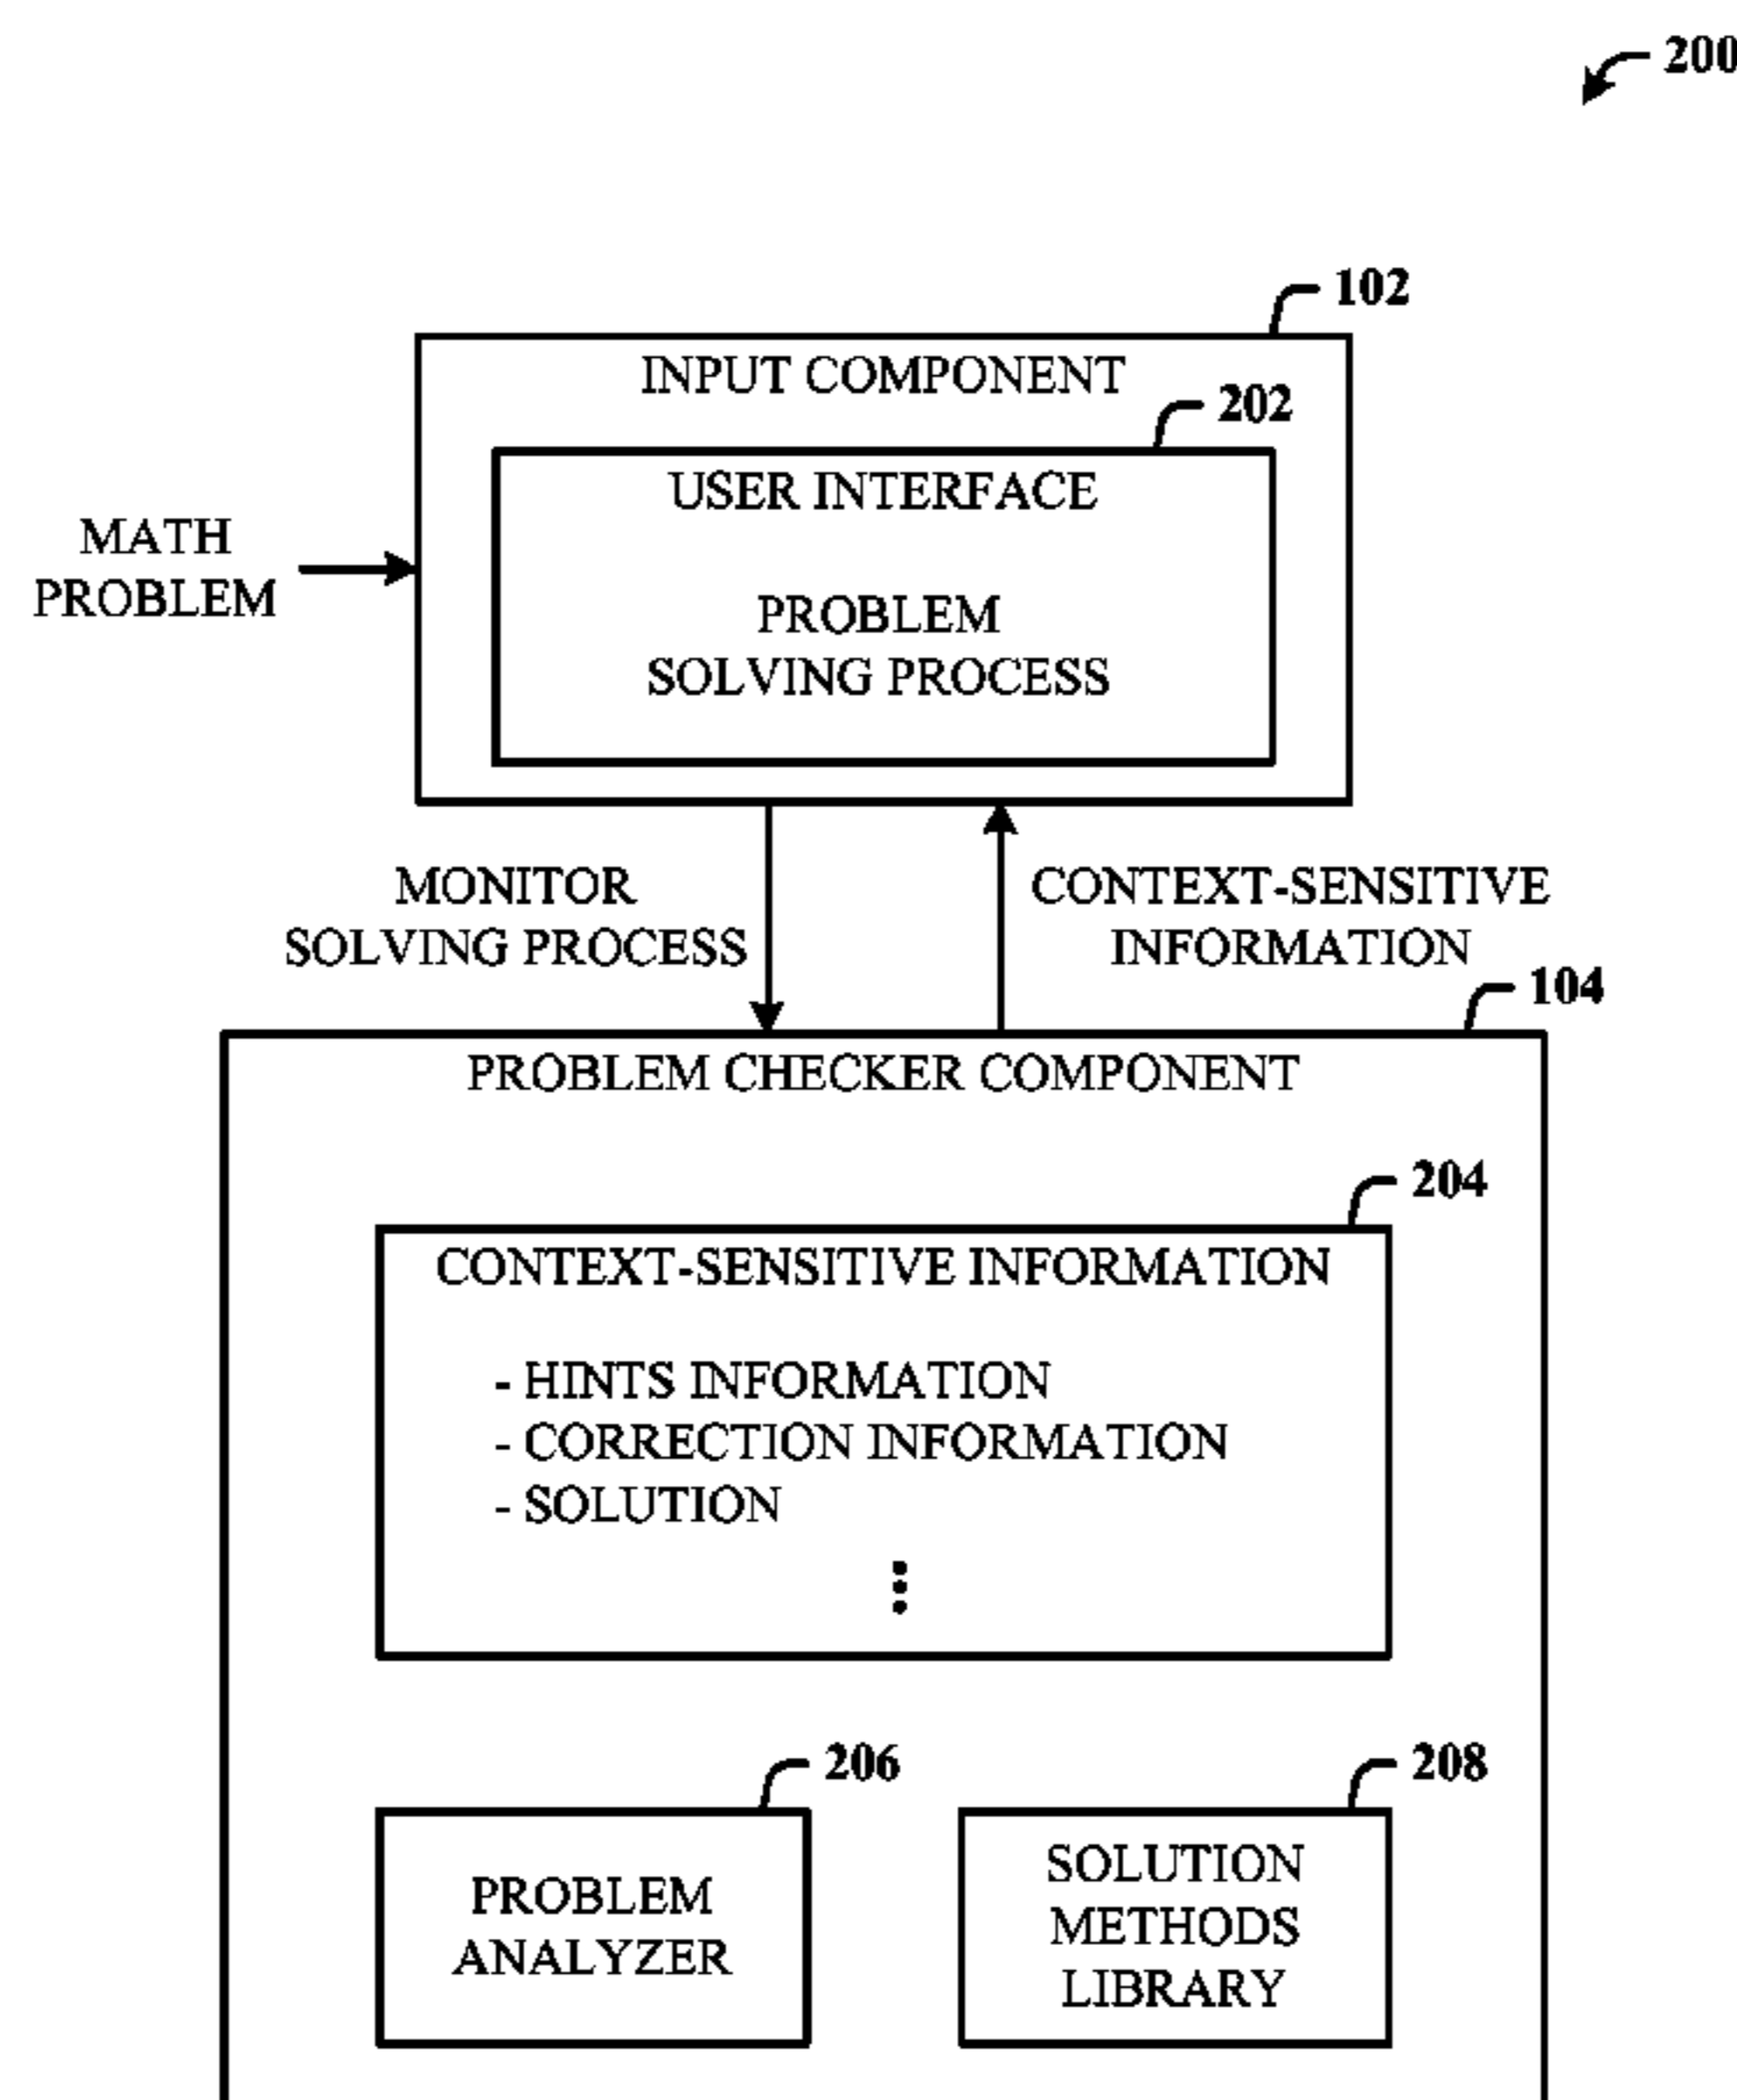 200
102
INPUT COMPONENT
202
USER INTERFACE
MATH
PROBLEM
PROBLEM
SOLVING PROCESS
MONITOR
SOLVING PROCESS
CONTEXT-SENSITIVE
INFORMATION
104
PROBLEM CHECKER COMPONENT
204
CONTEXT-SENSITIVE INFORMATION
- HINTS INFORMATION
- CORRECTION INFORMATION
- SOLUTION
206
PROBLEM
ANALYZER
208
SOLUTION
METHODS
LIBRARY